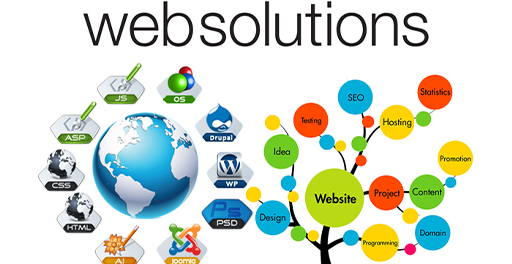 websolutions
JS
OS
ASP
Drupal
CSS
WP
HTML
Ps
PSD
AI
Joomla
SEO
Statistics
Testing
Hosting
Idea
Promotion
Website
Project
Content
Design
Programming
Domain